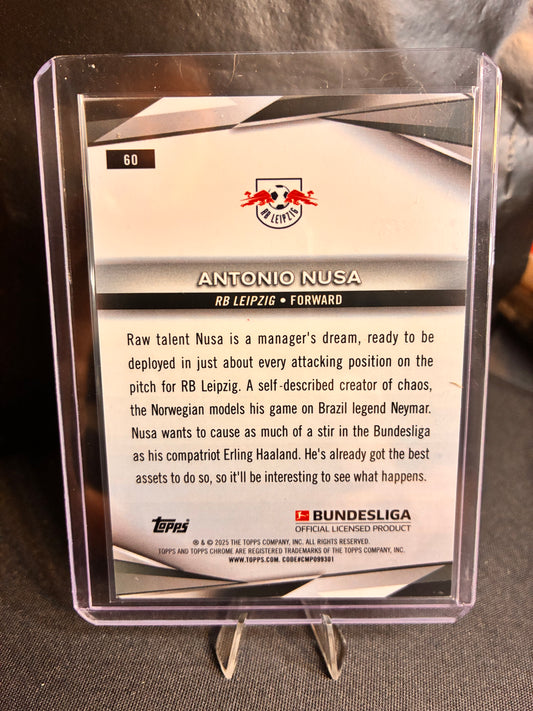 60
RB LEIPZIG
ANTONIO NUSA
RB LEIPZIG • FORWARD
Raw talent Nusa is a manager's dream, ready to be
deployed in just about every attacking position on the
pitch for RB Leipzig. A self-described creator of chaos,
the Norwegian models his game on Brazil legend Neymar.
Nusa wants to cause as much of a stir in the Bundesliga
as his compatriot Erling Haaland. He's already got the best
assets to do so, so it'll be interesting to see what happens.
Topps
BUNDESLIGA
OFFICIAL LICENSED PRODUCT
® & © 2025 THE TOPPS COMPANY, INC. ALL RIGHTS RESERVED.
TOPPS AND TOPPS CHROME ARE REGISTERED TRADEMARKS OF THE TOPPS COMPANY, INC.
WWW.TOPPS.COM. CODE#CMP099301